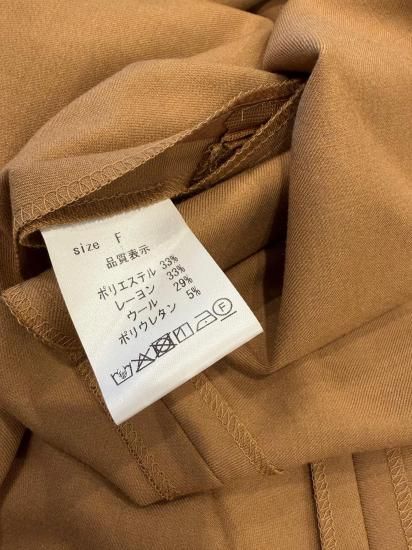 size F
品質表示
ポリエステル 33%
レーヨン 33%
ウール 29%
ポリウレタン 5%
F